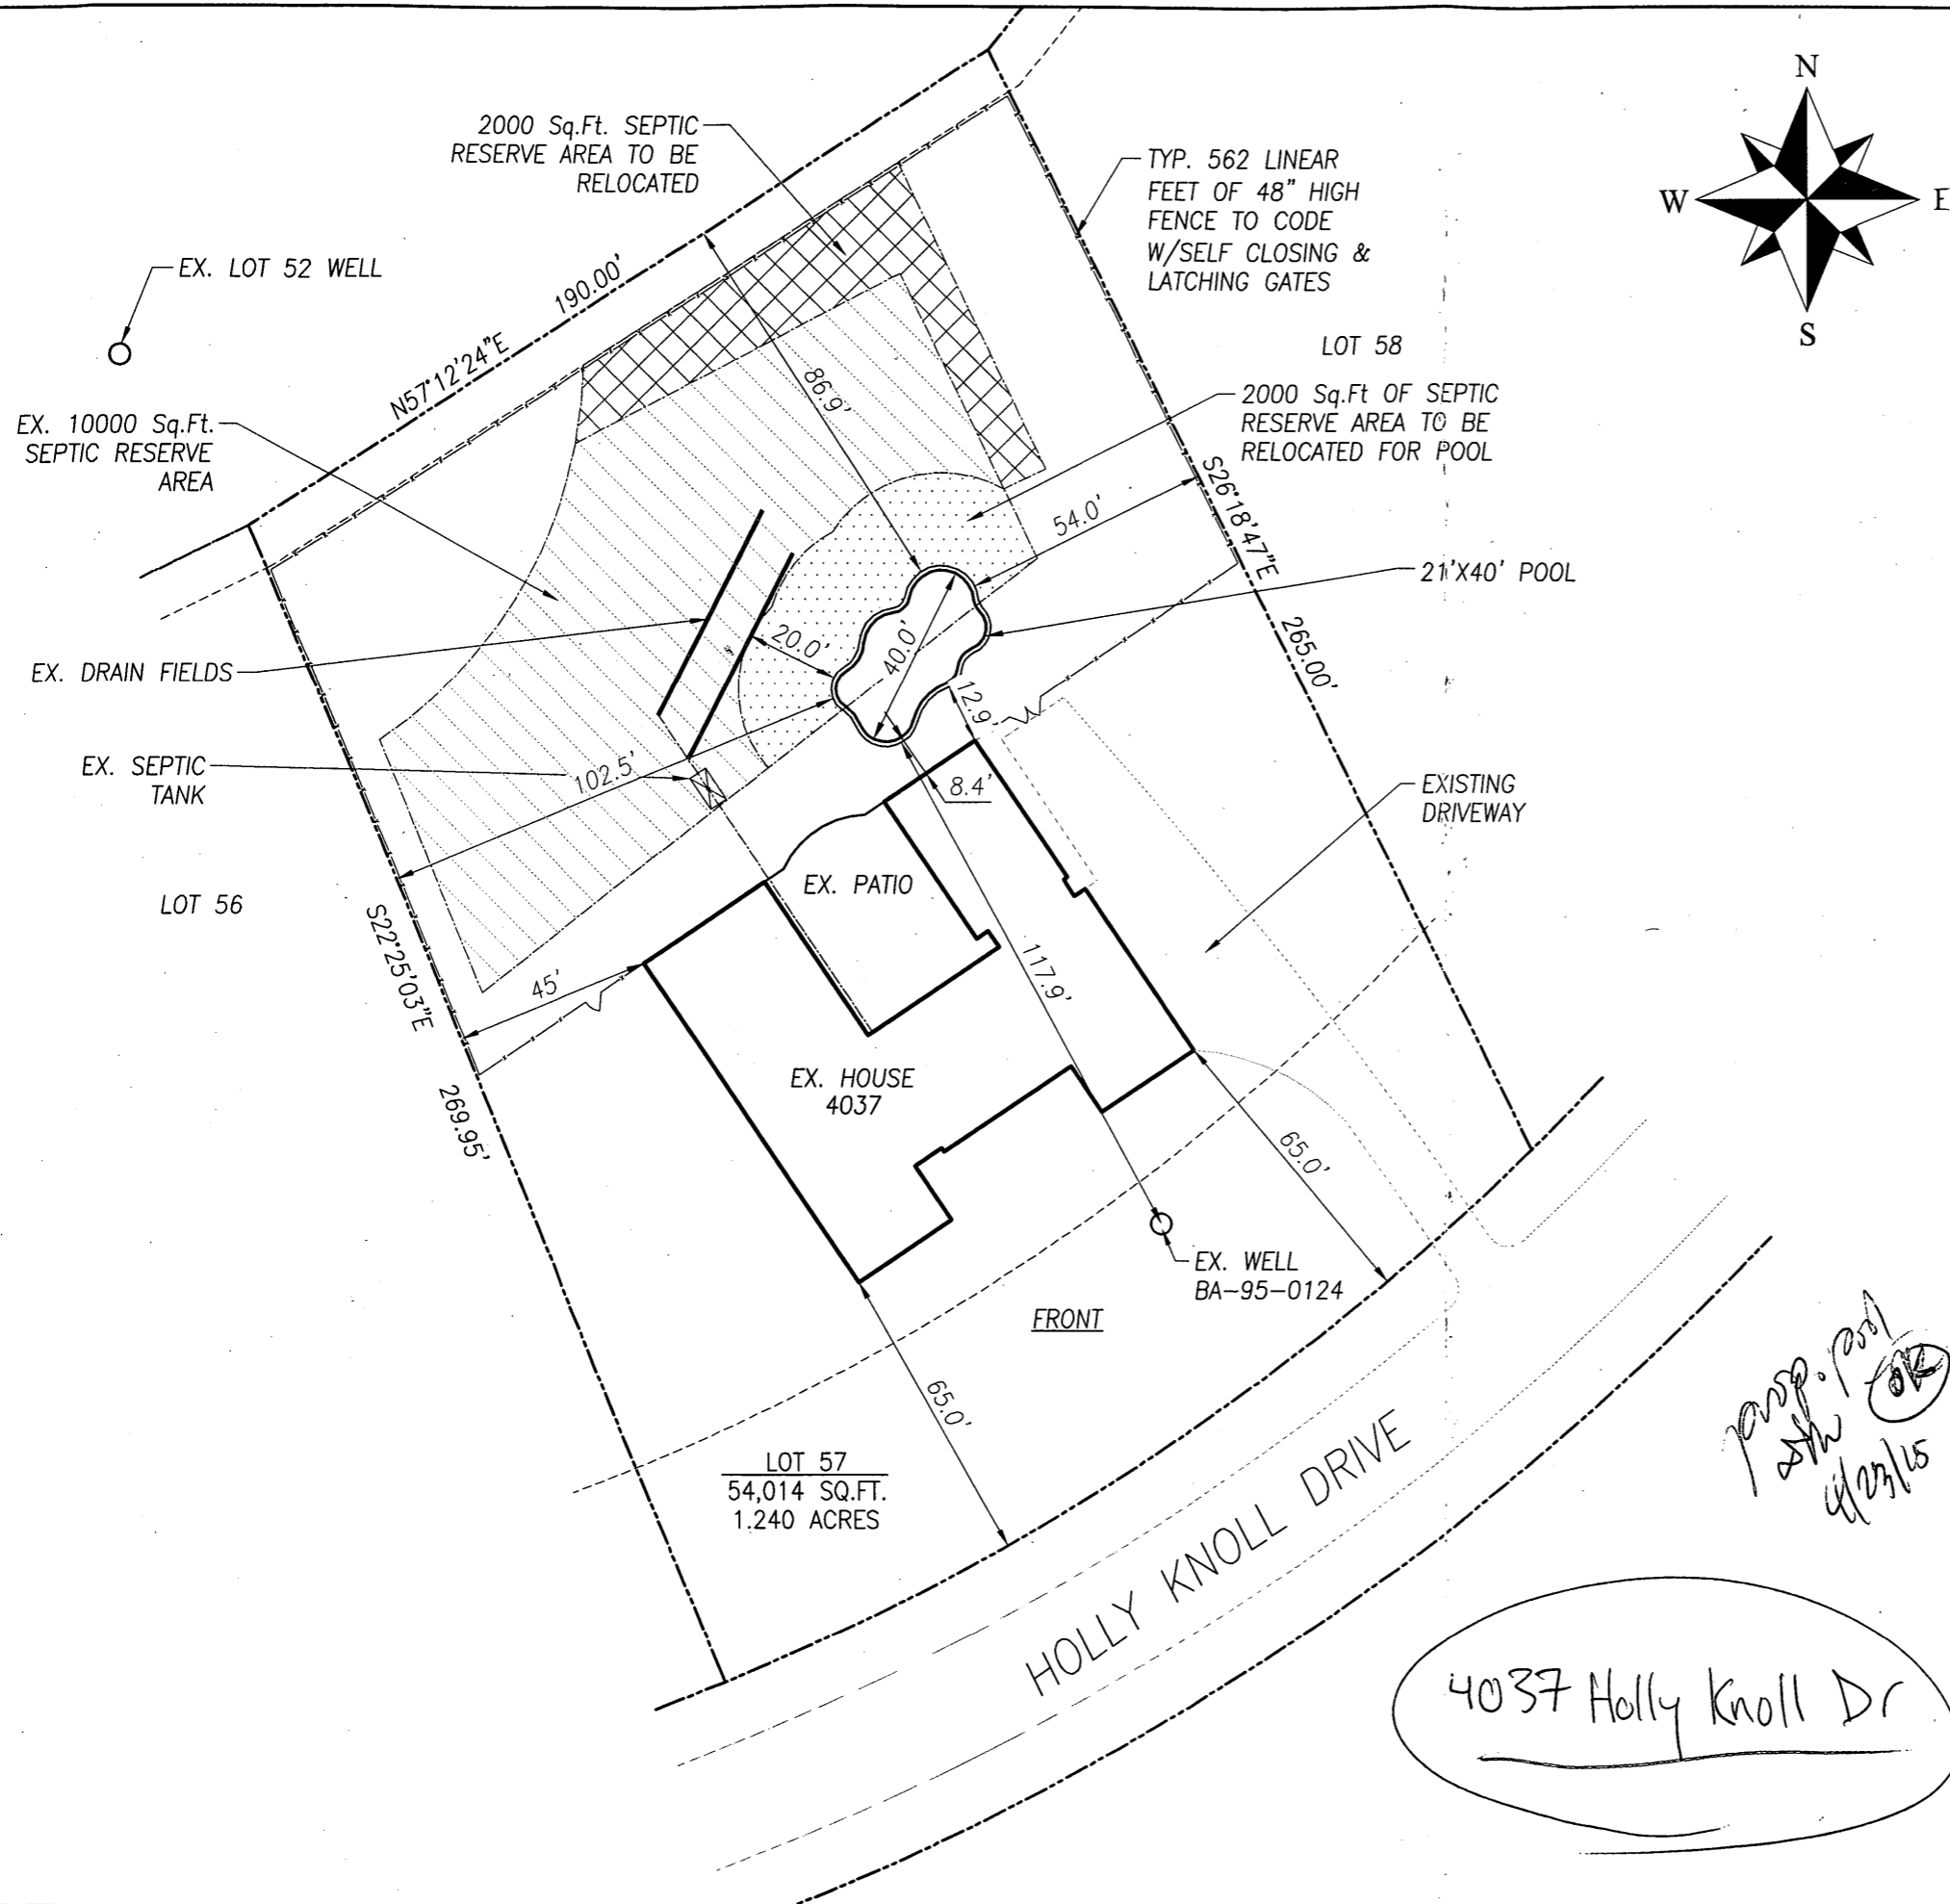 N
W
E
S
2000 Sq.Ft. SEPTIC
RESERVE AREA TO BE
RELOCATED
TYP. 562 LINEAR
FEET OF 48" HIGH
FENCE TO CODE
W/SELF CLOSING &
LATCHING GATES
EX. LOT 52 WELL
190.00'
N57°12'24"E
LOT 58
86.9'
2000 Sq.Ft OF SEPTIC
RESERVE AREA TO BE
RELOCATED FOR POOL
EX. 10000 Sq.Ft.
SEPTIC RESERVE
AREA
S26°18'47"E
54.0'
21'X40' POOL
265.00'
20.0'
40.0'
EX. DRAIN FIELDS
12.9'
EX. SEPTIC
TANK
102.5'
8.4'
EXISTING
DRIVEWAY
EX. PATIO
LOT 56
S22°25'03"E
45'
117.9'
EX. HOUSE
4037
269.95'
65.0'
EX. WELL
BA-95-0124
FRONT
65.0'
LOT 57
54,014 SQ.FT.
1.240 ACRES
HOLLY KNOLL DRIVE
prop. pool
OK
4/23/15
4037 Holly Knoll Dr